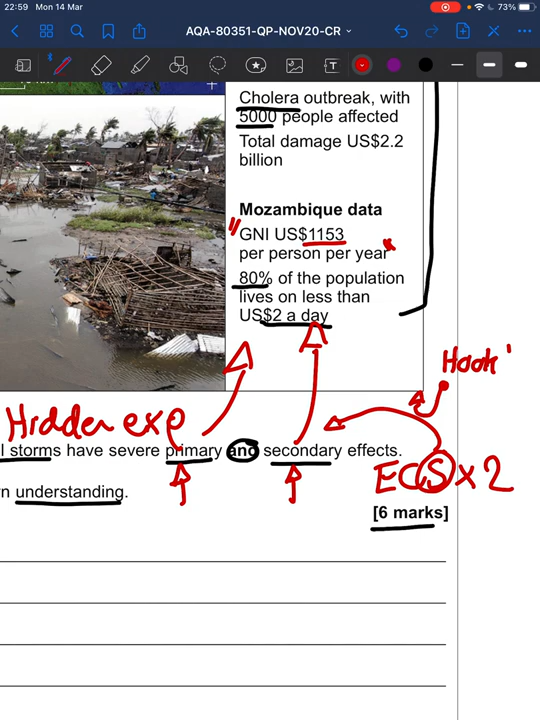 22:59 Mon 14 Mar 73%
AQA-80351-QP-NOV20-CR
Cholera outbreak, with
5000 people affected
Total damage US$2.2
billion
Mozambique data
"GNI US$1153
per person per year"
80% of the population
lives on less than
US$2 a day
Hook'
Hidden exp
l storms have severe primary and secondary effects.
ECS x 2
n understanding.
[6 marks]